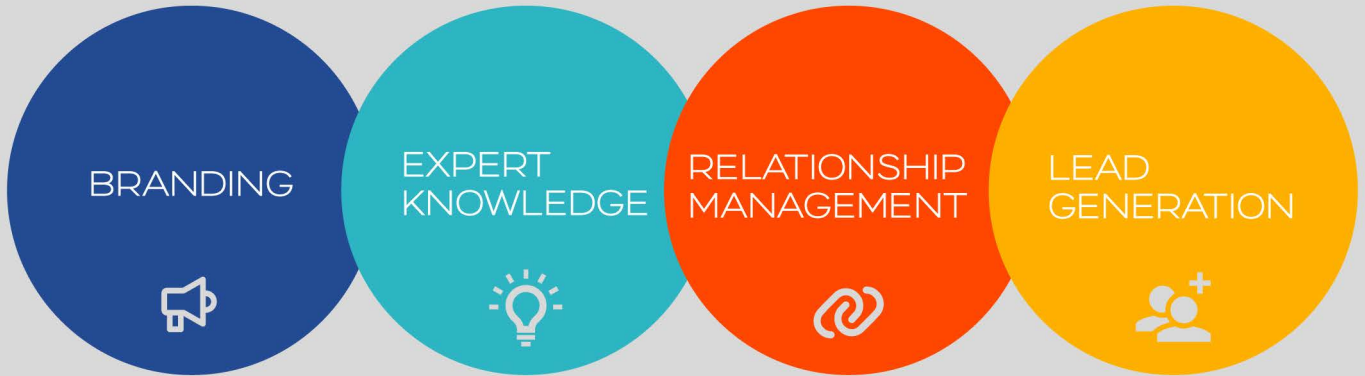 BRANDING
EXPERT
KNOWLEDGE
RELATIONSHIP
MANAGEMENT
LEAD
GENERATION